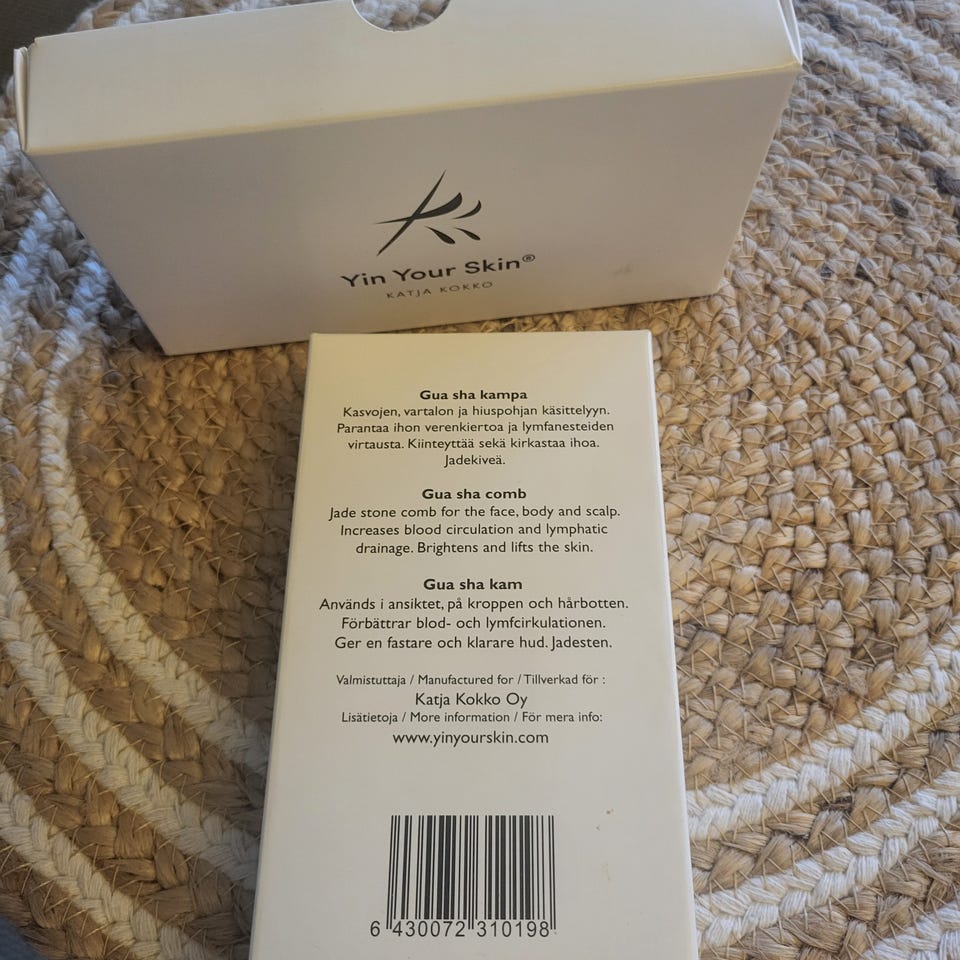 Yin Your Skin®
KATJA KOKKO
Gua sha kampa
Kasvojen, vartalon ja hiuspohjan käsittelyyn.
Parantaa ihon verenkiertoa ja lymfanesteiden
virtausta. Kiinteyttää sekä kirkastaa ihoa.
Jadekiveä.
Gua sha comb
Jade stone comb for the face, body and scalp.
Increases blood circulation and lymphatic
drainage. Brightens and lifts the skin.
Gua sha kam
Används i ansiktet, på kroppen och hårbotten.
Förbättrar blod- och lymfcirkulationen.
Ger en fastare och klarare hud. Jadesten.
Valmistuttaja / Manufactured for / Tillverkad för :
Katja Kokko Oy
Lisätietoja / More information / För mera info:
www.yinyourskin.com
6 430072 310198